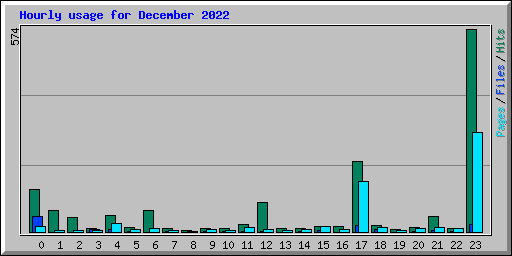 Hourly usage for December 2022
574
Pages/Files/Hits
0 1 2 3 4 5 6 7 8 9 10 11 12 13 14 15 16 17 18 19 20 21 22 23